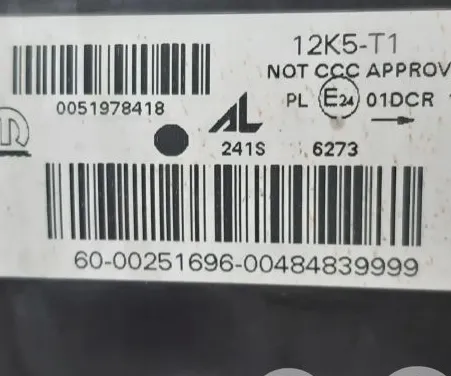 12K5-T1
NOT CCC APPROV
0051978418
PL E24 01DCR
AL
241S 6273
60-00251696-00484839999